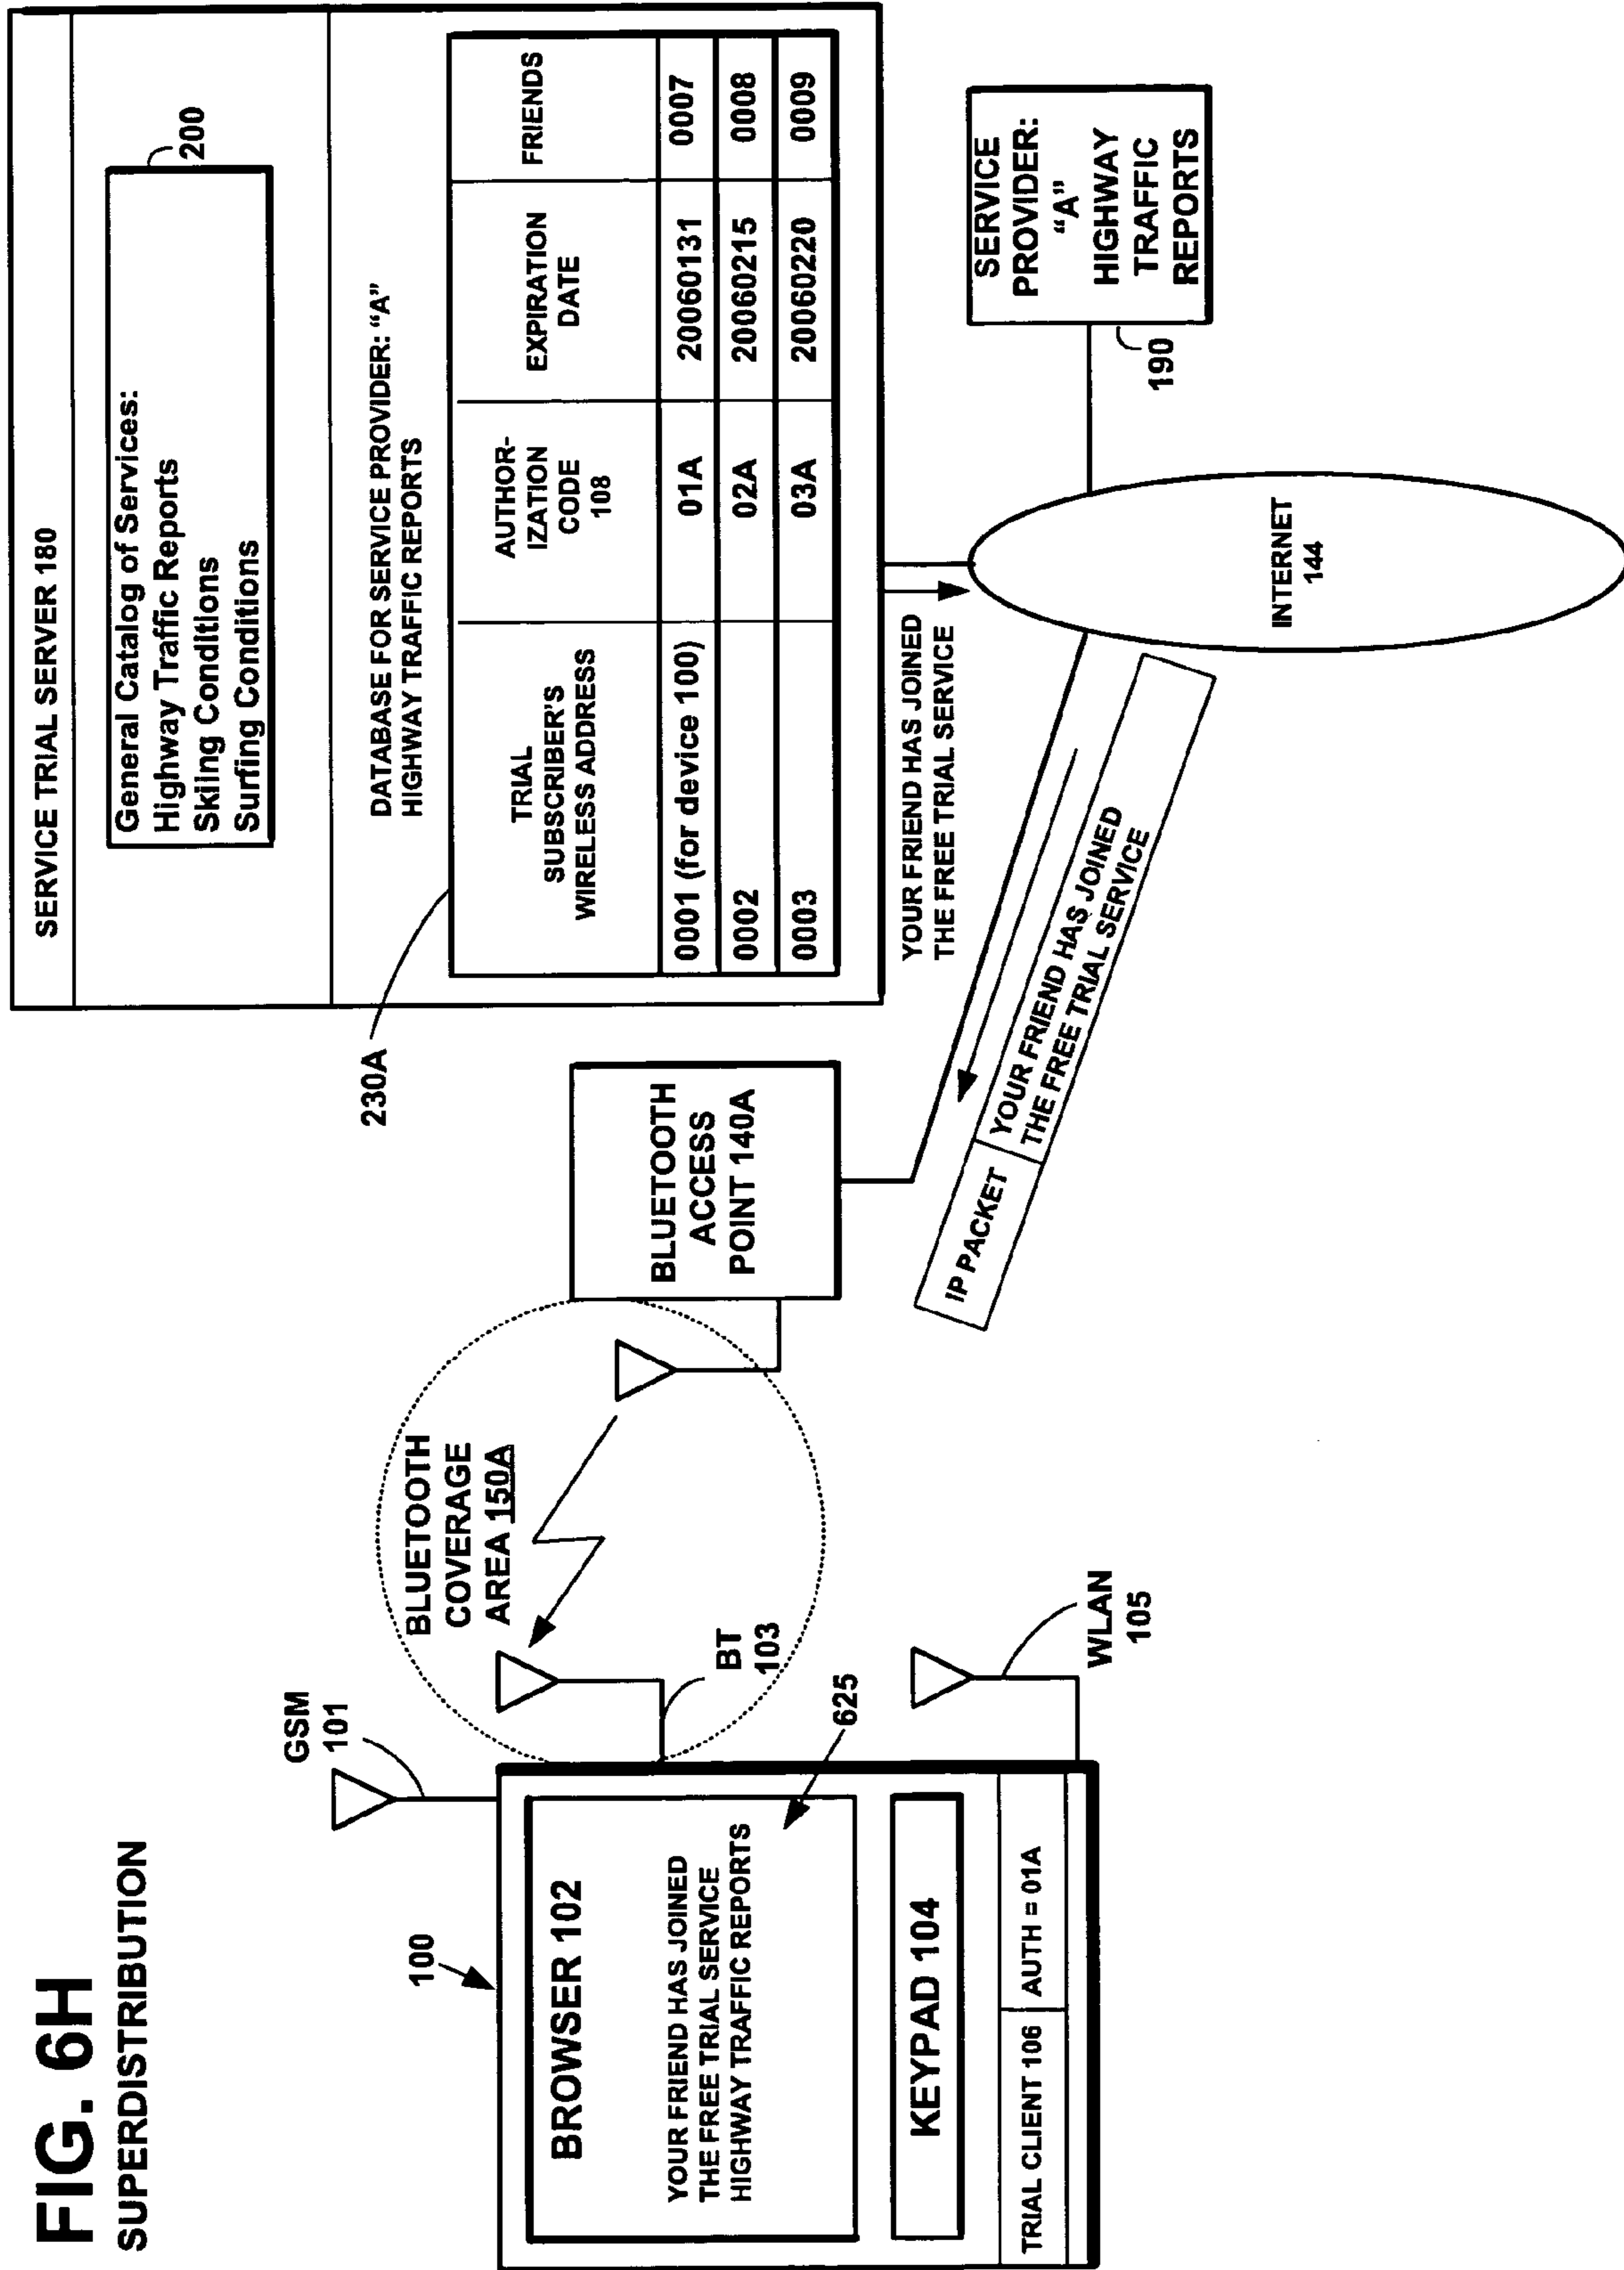 FIG. 6H
SUPERDISTRIBUTION
100
GSM
101
BROWSER 102
YOUR FRIEND HAS JOINED
THE FREE TRIAL SERVICE
HIGHWAY TRAFFIC REPORTS
625
KEYPAD 104
TRIAL CLIENT 106 AUTH = 01A
BT
103
WLAN
105
BLUETOOTH
COVERAGE
AREA 150A
BLUETOOTH
ACCESS
POINT 140A
IP PACKET
YOUR FRIEND HAS JOINED
THE FREE TRIAL SERVICE
230A
SERVICE TRIAL SERVER 180
200
General Catalog of Services:
Highway Traffic Reports
Skiing Conditions
Surfing Conditions
DATABASE FOR SERVICE PROVIDER: “A”
HIGHWAY TRAFFIC REPORTS
TRIAL
SUBSCRIBER'S
WIRELESS ADDRESS
AUTHOR-
IZATION
CODE
108
EXPIRATION
DATE
FRIENDS
0001 (for device 100) 01A 20060131 0007
0002 02A 20060215 0008
0003 03A 20060220 0009
YOUR FRIEND HAS JOINED
THE FREE TRIAL SERVICE
INTERNET
144
190
SERVICE
PROVIDER:
“A”
HIGHWAY
TRAFFIC
REPORTS